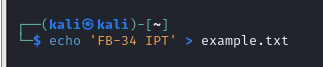 ┌──(kali㉿kali)-[~]
└─$ echo 'FB-34 IPT' > example.txt